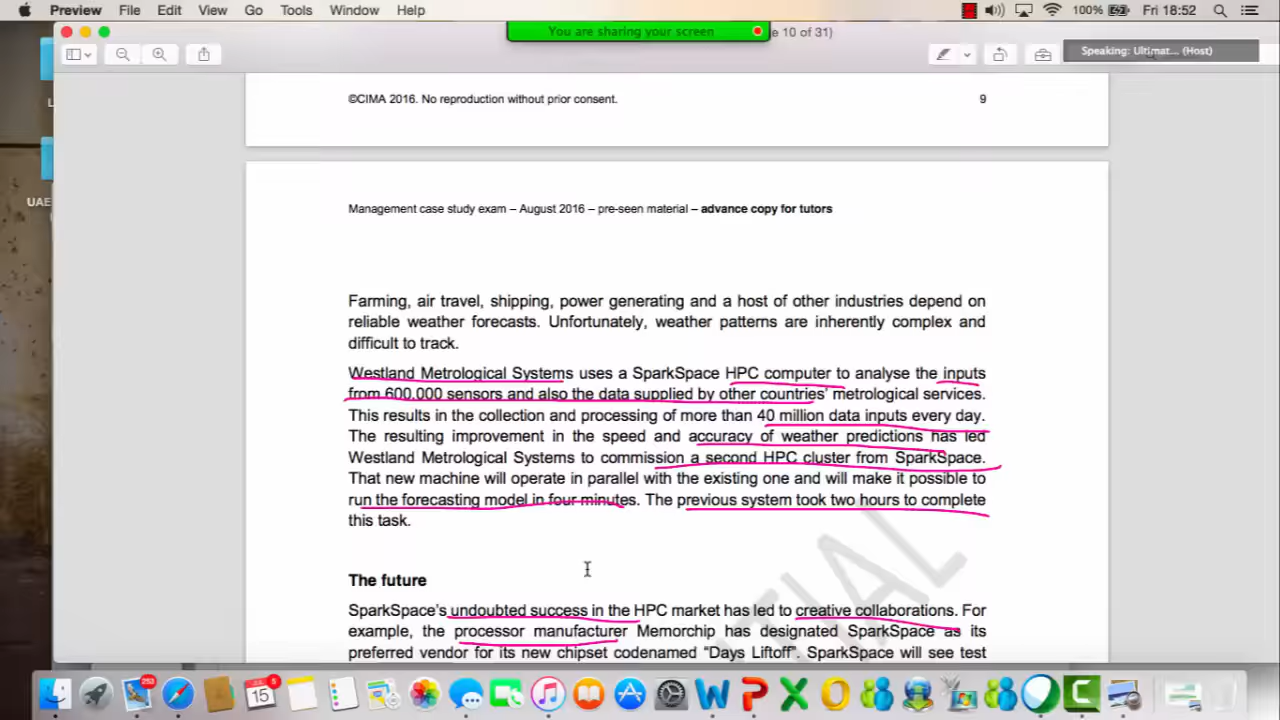 Preview File Edit View Go Tools Window Help 100% Fri 18:52
You are sharing your screen
e 10 of 31)
Speaking: Ultimat... (Host)
©CIMA 2016. No reproduction without prior consent. 9
Management case study exam – August 2016 – pre-seen material – advance copy for tutors
Farming, air travel, shipping, power generating and a host of other industries depend on
reliable weather forecasts. Unfortunately, weather patterns are inherently complex and
difficult to track.
Westland Metrological Systems uses a SparkSpace HPC computer to analyse the inputs
from 600,000 sensors and also the data supplied by other countries’ metrological services.
This results in the collection and processing of more than 40 million data inputs every day.
The resulting improvement in the speed and accuracy of weather predictions has led
Westland Metrological Systems to commission a second HPC cluster from SparkSpace.
That new machine will operate in parallel with the existing one and will make it possible to
run the forecasting model in four minutes. The previous system took two hours to complete
this task.
The future
SparkSpace’s undoubted success in the HPC market has led to creative collaborations. For
example, the processor manufacturer Memorchip has designated SparkSpace as its
preferred vendor for its new chipset codenamed “Days Liftoff”. SparkSpace will see test
TIAL
UAE
253
5
15